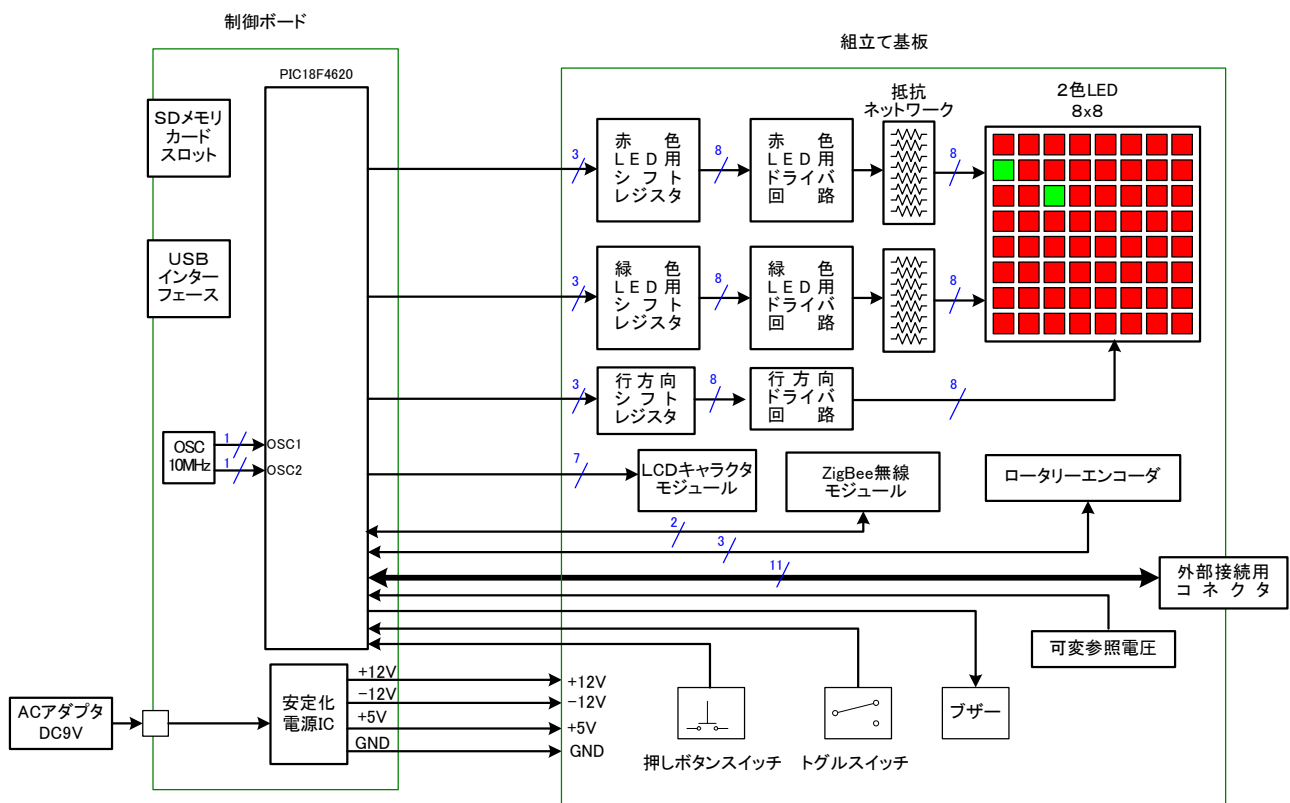 制御ボード
組立て基板
PIC18F4620
SDメモリ
カード
スロット
USB
インター
フェース
OSC
10MHz
1
1
OSC1
OSC2
3
赤 色
LED用
シフト
レジスタ
8
赤 色
LED用
ドライバ
回 路
抵抗
ネットワーク
8
2色LED
8x8
3
緑 色
LED用
シフト
レジスタ
8
緑 色
LED用
ドライバ
回 路
8
3
行方向
シフト
レジスタ
8
行方向
ドライバ
回 路
8
7
LCDキャラクタ
モジュール
ZigBee無線
モジュール
ロータリーエンコーダ
2
3
11
外部接続用
コネクタ
可変参照電圧
ACアダプタ
DC9V
安定化
電源IC
+12V
-12V
+5V
GND
+12V
-12V
+5V
GND
押しボタンスイッチ
トグルスイッチ
ブザー